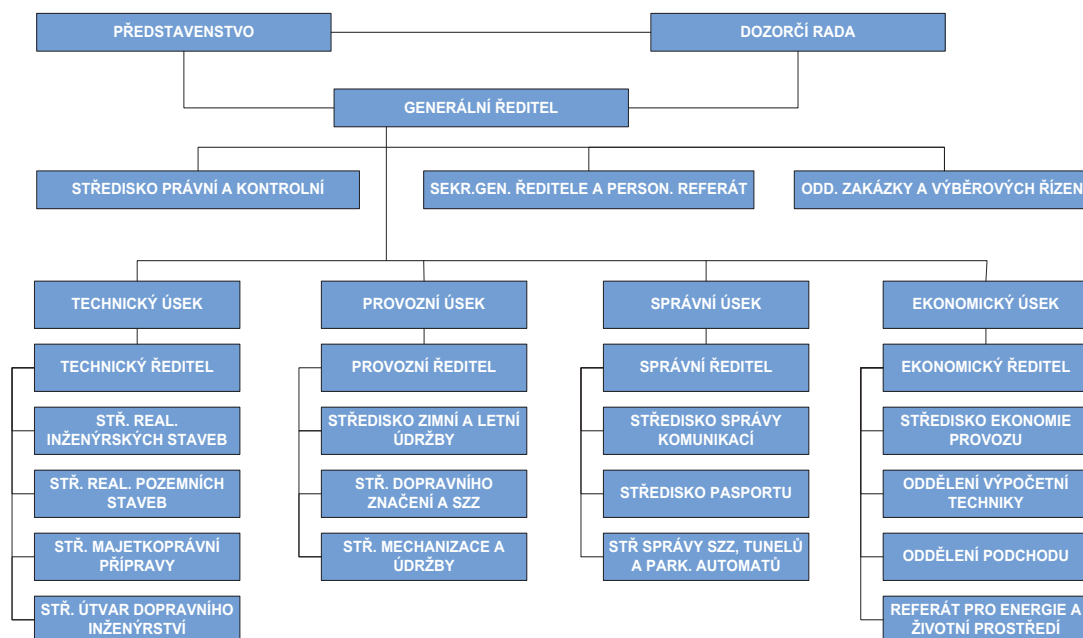 PŘEDSTAVENSTVO
DOZORČÍ RADA
GENERÁLNÍ ŘEDITEL
STŘEDISKO PRÁVNÍ A KONTROLNÍ
SEKR.GEN. ŘEDITELE A PERSON. REFERÁT
ODD. ZAKÁZKY A VÝBĚROVÝCH ŘÍZEN
TECHNICKÝ ÚSEK
PROVOZNÍ ÚSEK
SPRÁVNÍ ÚSEK
EKONOMICKÝ ÚSEK
TECHNICKÝ ŘEDITEL
PROVOZNÍ ŘEDITEL
SPRÁVNÍ ŘEDITEL
EKONOMICKÝ ŘEDITEL
STŘ. REAL.
INŽENÝRSKÝCH STAVEB
STŘEDISKO ZIMNÍ A LETNÍ
ÚDRŽBY
STŘEDISKO SPRÁVY
KOMUNIKACÍ
STŘEDISKO EKONOMIE
PROVOZU
STŘ. REAL. POZEMNÍCH
STAVEB
STŘ. DOPRAVNÍHO
ZNAČENÍ A SZZ
STŘEDISKO PASPORTU
ODDĚLENÍ VÝPOČETNÍ
TECHNIKY
STŘ. MAJETKOPRÁVNÍ
PŘÍPRAVY
STŘ. MECHANIZACE A
ÚDRŽBY
STŘ SPRÁVY SZZ, TUNELŮ
A PARK. AUTOMATŮ
ODDĚLENÍ PODCHODU
STŘ. ÚTVAR DOPRAVNÍHO
INŽENÝRSTVÍ
REFERÁT PRO ENERGIE A
ŽIVOTNÍ PROSTŘEDÍ